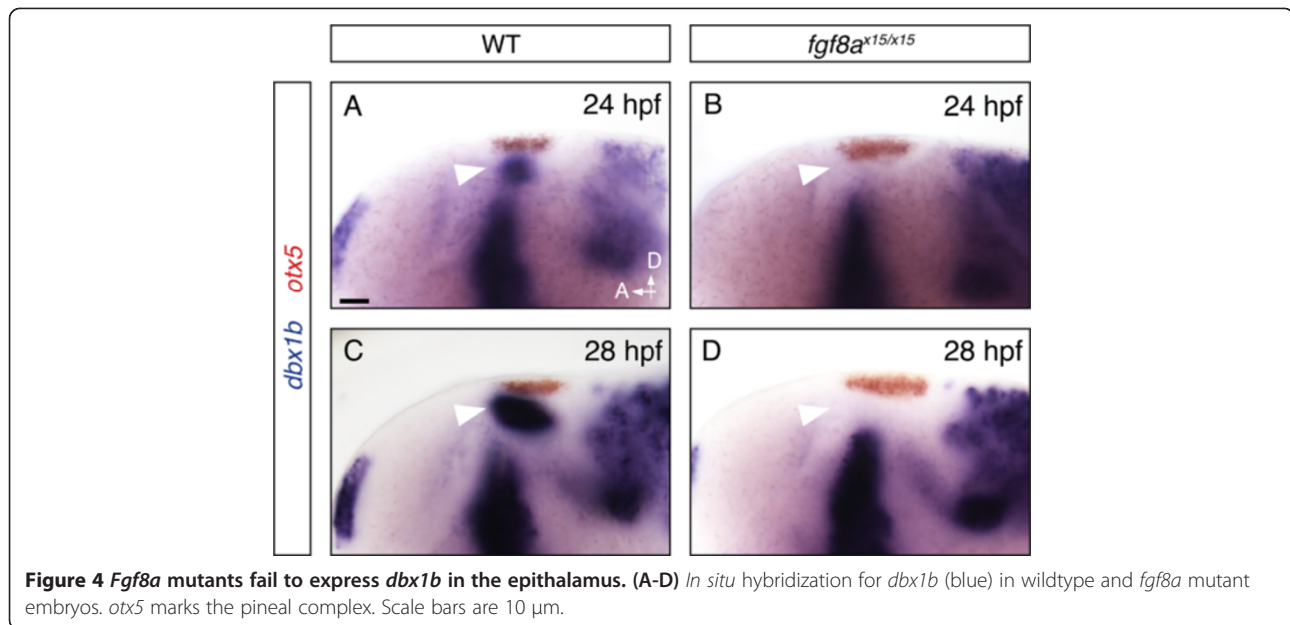 WT
fgf8a x15/x15
dbx1b otx5
A
24 hpf
D
A
B
24 hpf
C
28 hpf
D
28 hpf
Figure 4 Fgf8a mutants fail to express dbx1b in the epithalamus. (A-D) In situ hybridization for dbx1b (blue) in wildtype and fgf8a mutant
embryos. otx5 marks the pineal complex. Scale bars are 10 μm.